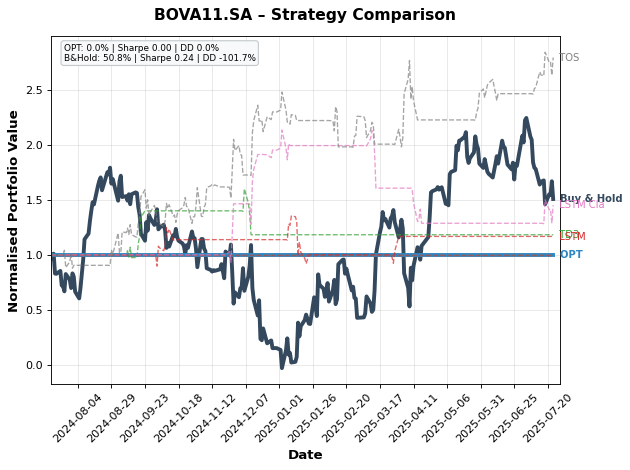 BOVA11.SA – Strategy Comparison
OPT: 0.0% | Sharpe 0.00 | DD 0.0%
B&Hold: 50.8% | Sharpe 0.24 | DD -101.7%
TOS
Buy & Hold
LSTM Cla
LSTM
OPT
Normalised Portfolio Value
2.5
2.0
1.5
1.0
0.5
0.0
2024-08-04
2024-08-29
2024-09-23
2024-10-18
2024-11-12
2024-12-07
2025-01-01
2025-01-26
2025-02-20
2025-03-17
2025-04-11
2025-05-06
2025-05-31
2025-06-25
2025-07-20
Date